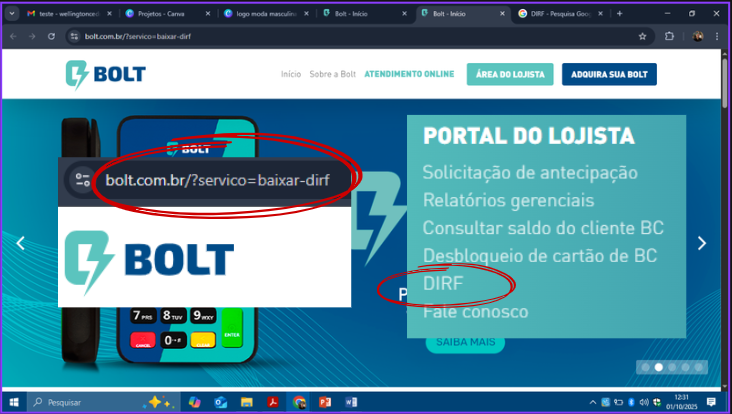 teste - wellingtoncedr
Projetos - Canva
logo moda masculina
Bolt - Início
Bolt - Início
DIRF - Pesquisa Goog
bolt.com.br/?servico=baixar-dirf
BOLT
Início
Sobre a Bolt
ATENDIMENTO ONLINE
ÁREA DO LOJISTA
ADQUIRA SUA BOLT
BOLT
bolt.com.br/?servico=baixar-dirf
BOLT
7 PRS 8 TUV 9 WXY
CANCEL 0 CLEAR ENTER
PORTAL DO LOJISTA
Solicitação de antecipação
Relatórios gerenciais
Consultar saldo do cliente BC
Desbloqueio de cartão de BC
DIRF
Fale conosco
P
SAIBA MAIS
Pesquisar
12:31
01/10/2025